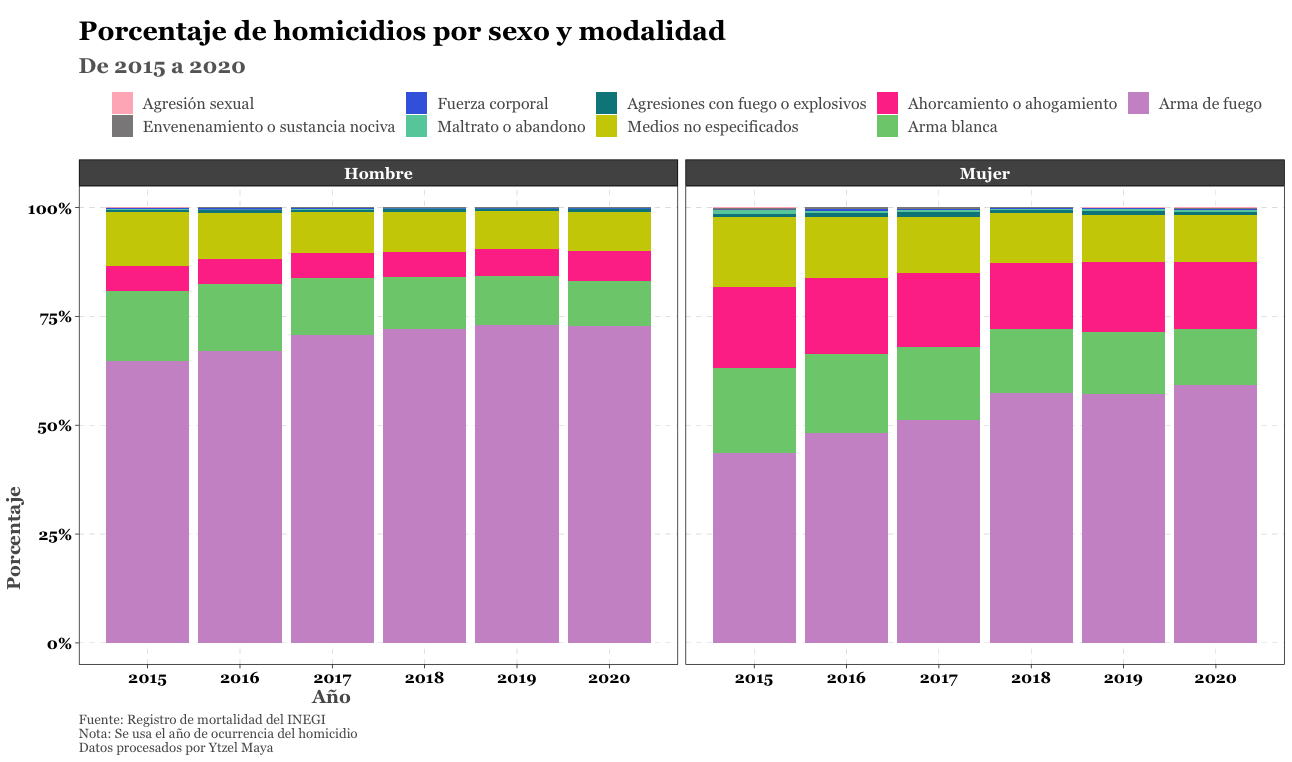 Porcentaje de homicidios por sexo y modalidad
De 2015 a 2020
Agresión sexual
Fuerza corporal
Agresiones con fuego o explosivos
Ahorcamiento o ahogamiento
Arma de fuego
Envenenamiento o sustancia nociva
Maltrato o abandono
Medios no especificados
Arma blanca
Hombre
Mujer
100%
75%
50%
25%
0%
Porcentaje
2015 2016 2017 2018 2019 2020
2015 2016 2017 2018 2019 2020
Año
Fuente: Registro de mortalidad del INEGI
Nota: Se usa el año de ocurrencia del homicidio
Datos procesados por Ytzel Maya